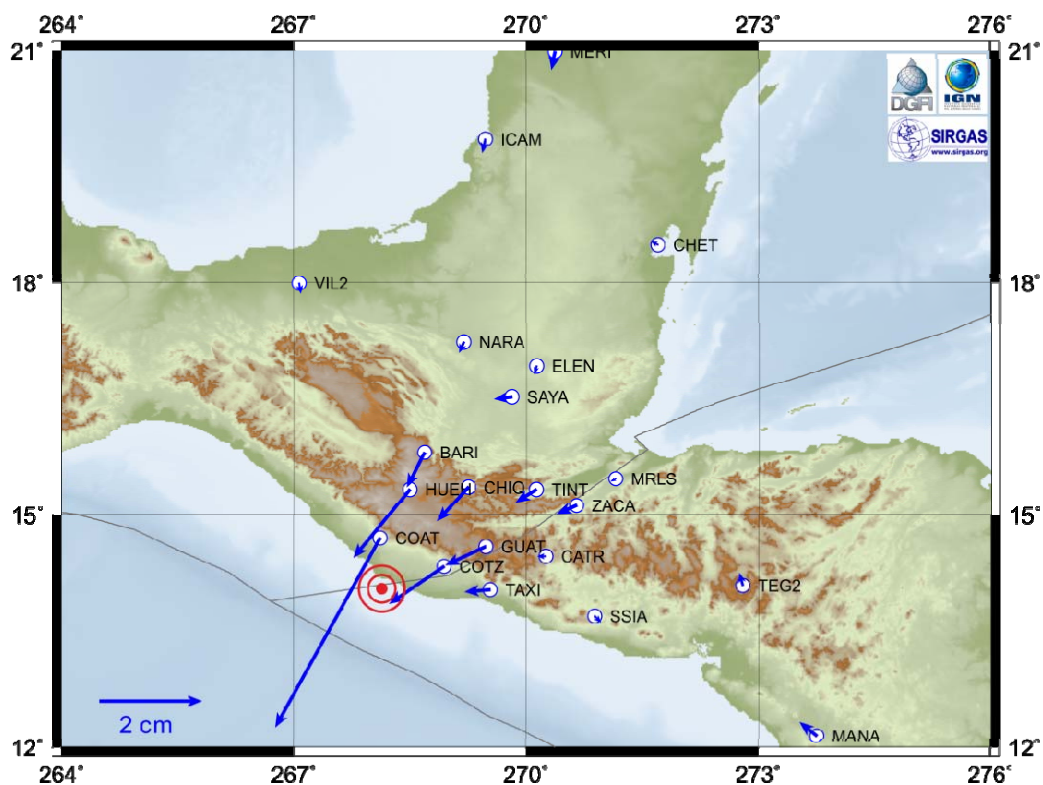 264° 267° 270° 273° 276°
21° 21°
MERI
DGFI IGN
ICAM
SIRGAS
www.sirgas.org
CHET
18° VIL2 18°
NARA
ELEN
SAYA
BARI
HUEH CHIQ TINT MRLS
ZACA
15° 15°
COAT GUAT CATR
COTZ
TAXI TEG2
SSIA
2 cm
MANA
12° 12°
264° 267° 270° 273° 276°